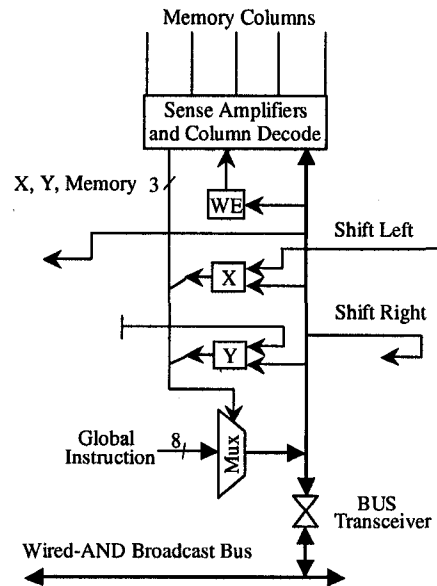 Memory Columns
Sense Amplifiers
and Column Decode
X, Y, Memory 3
WE
Shift Left
X
Shift Right
Y
Global
Instruction
8
Mux
BUS
Transceiver
Wired-AND Broadcast Bus